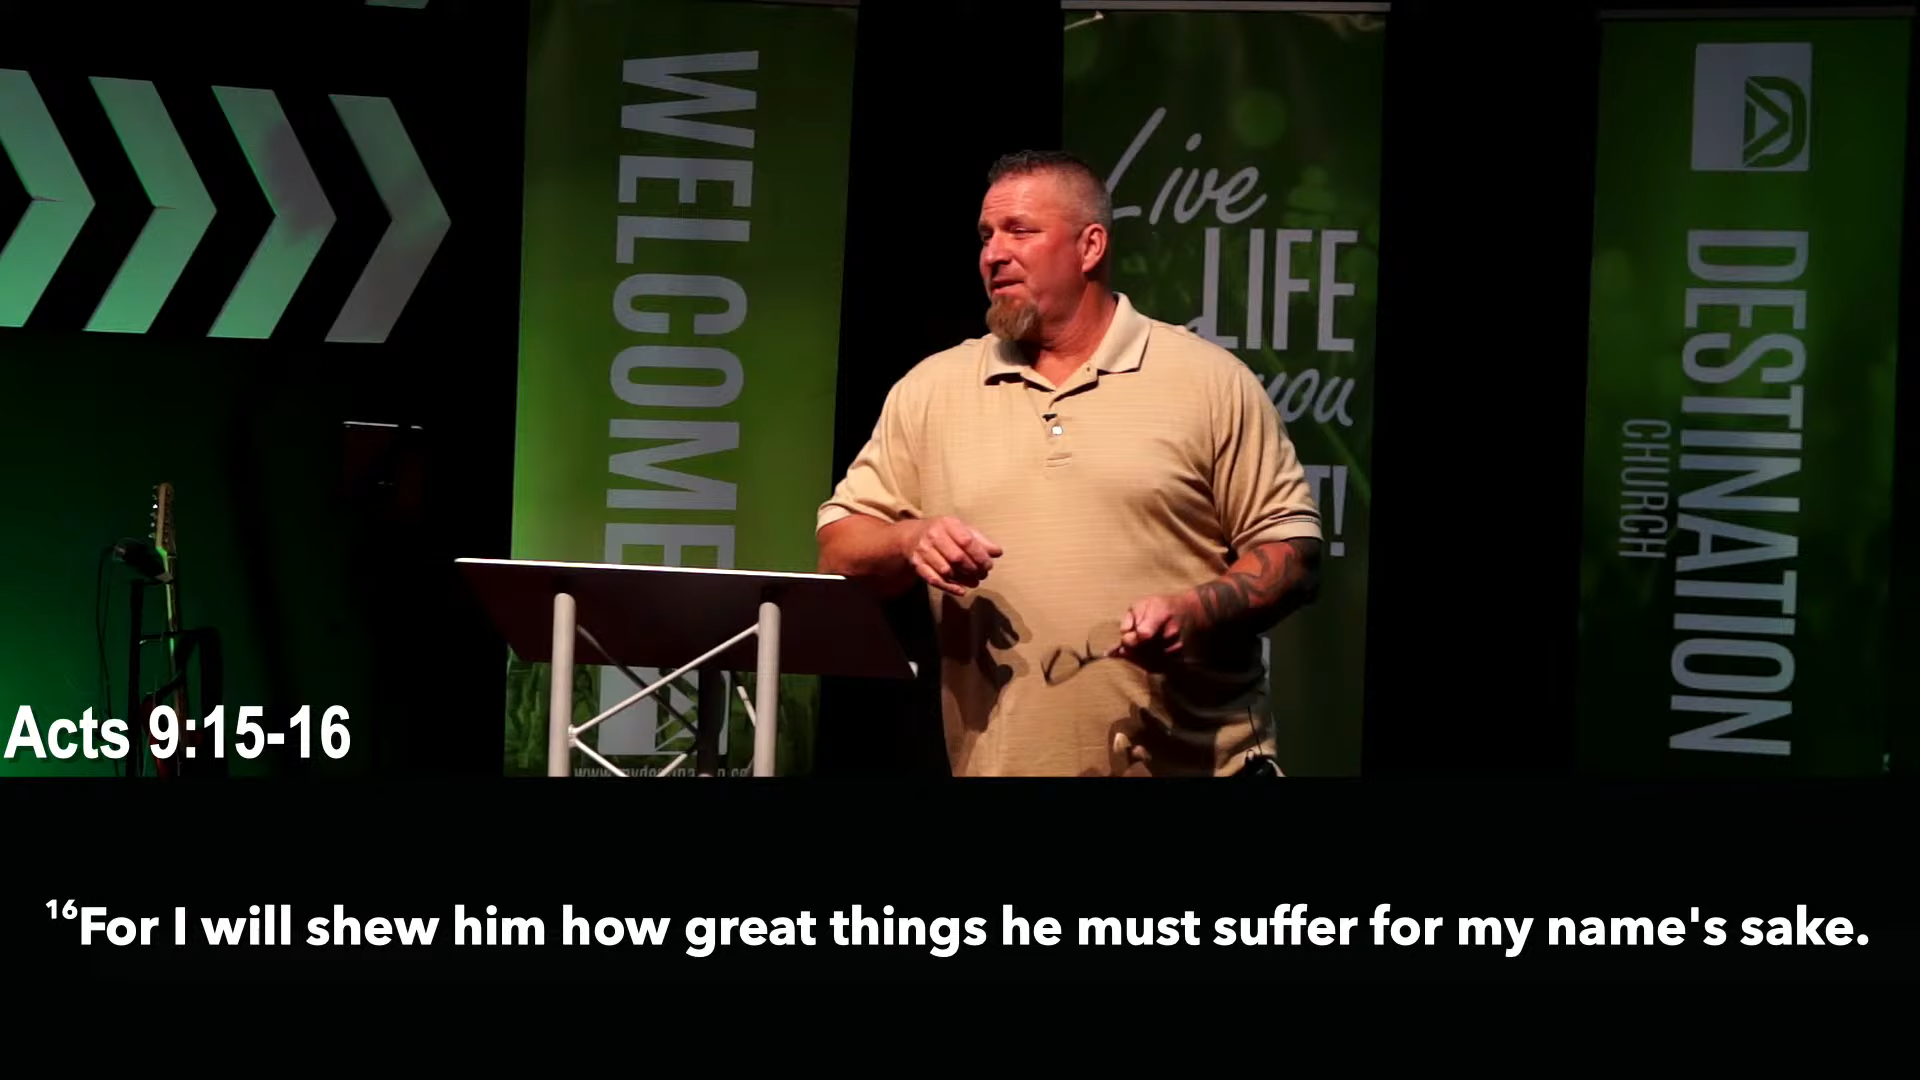 WELCOME
Live
LIFE
you
T!
DESTINATION
CHURCH
Acts 9:15-16
16For I will shew him how great things he must suffer for my name's sake.